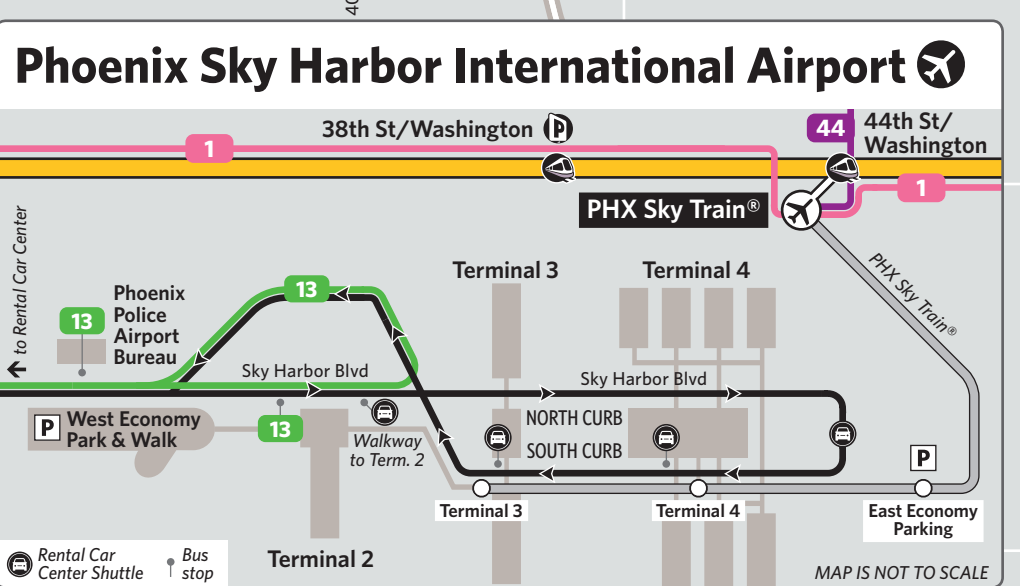 40
Phoenix Sky Harbor International Airport
38th St/Washington P
44
44th St/
Washington
1
1
PHX Sky Train®
PHX Sky Train®
to Rental Car Center
Terminal 3
Terminal 4
13
Phoenix
Police
Airport
Bureau
13
Sky Harbor Blvd
Sky Harbor Blvd
P
West Economy
Park & Walk
13
Walkway
to Term. 2
NORTH CURB
SOUTH CURB
P
Terminal 3
Terminal 4
East Economy
Parking
Terminal 2
Rental Car
Center Shuttle
Bus
stop
MAP IS NOT TO SCALE